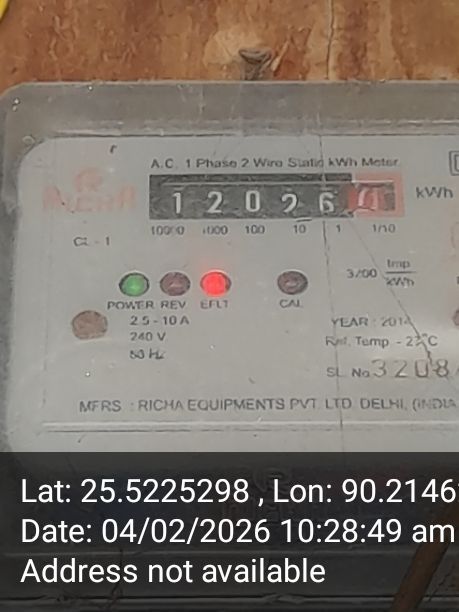 A.C. 1 Phase 2 Wire Static kWh Meter
1 2 0 2 6
kWh
RICHA
10000 1000 100 10 1 1/10
CL - 1
Imp
kWh
POWER REV. EFLT CAL
2.5 - 10 A
240 V
50 Hz
YEAR : 2014
Ref. Temp. - 27°C
SL. No. 3208
MFRS. : RICHA EQUIPMENTS PVT. LTD. DELHI, (INDIA
Lat: 25.5225298 , Lon: 90.2146
Date: 04/02/2026 10:28:49 am
Address not available